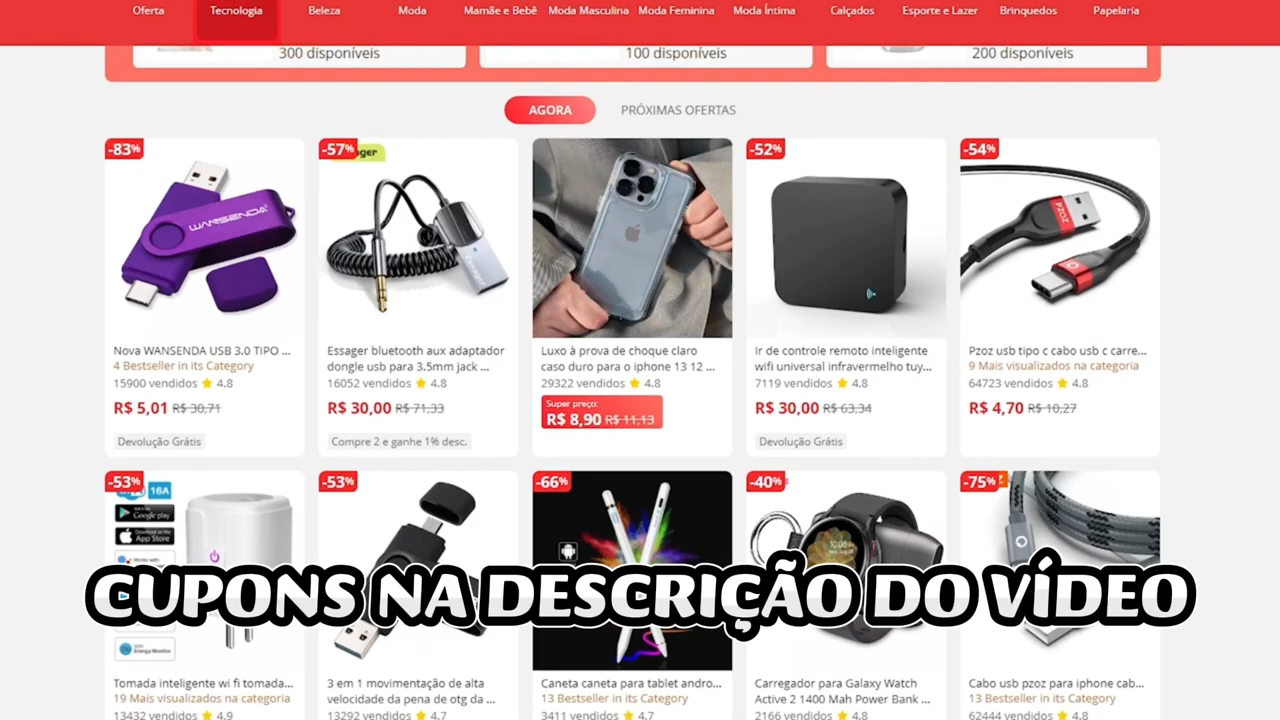 Oferta Tecnologia Beleza Moda Mamãe e Bebê Moda Masculina Moda Feminina Moda Íntima Calçados Esporte e Lazer Brinquedos Papelaria
300 disponíveis 100 disponíveis 200 disponíveis
AGORA PRÓXIMAS OFERTAS
-83%
WANSENDA
Nova WANSENDA USB 3.0 TIPO ...
4 Bestseller in its Category
15900 vendidos 4.8
R$ 5,01 R$ 30,71
Devolução Grátis
-57%
Essager bluetooth aux adaptador
dongle usb para 3.5mm jack ...
16052 vendidos 4.8
R$ 30,00 R$ 71,33
Compre 2 e ganhe 1% desc.
Luxo à prova de choque claro
caso duro para o iphone 13 12 ...
29322 vendidos 4.8
Super preço:
R$ 8,90 R$ 11,13
-52%
Ir de controle remoto inteligente
wifi universal infravermelho tuy...
7119 vendidos 4.8
R$ 30,00 R$ 63,34
Devolução Grátis
-54%
PZOZ
Pzoz usb tipo c cabo usb c carre...
9 Mais visualizados na categoria
64723 vendidos 4.8
R$ 4,70 R$ 10,27
-53%
16A
Google play
App Store
Energy Monitor
Tomada inteligente wi fi tomada...
19 Mais visualizados na categoria
13432 vendidos 4.9
-53%
3 em 1 movimentação de alta
velocidade da pena de otg da ...
13292 vendidos 4.7
-66%
Caneta caneta para tablet andro...
13 Bestseller in its Category
3411 vendidos 4.7
-40%
Carregador para Galaxy Watch
Active 2 1400 Mah Power Bank ...
2166 vendidos 4.8
-75%
Cabo usb pzoz para iphone cab...
13 Bestseller in its Category
62444 vendidos 4.8
CUPONS NA DESCRIÇÃO DO VÍDEO